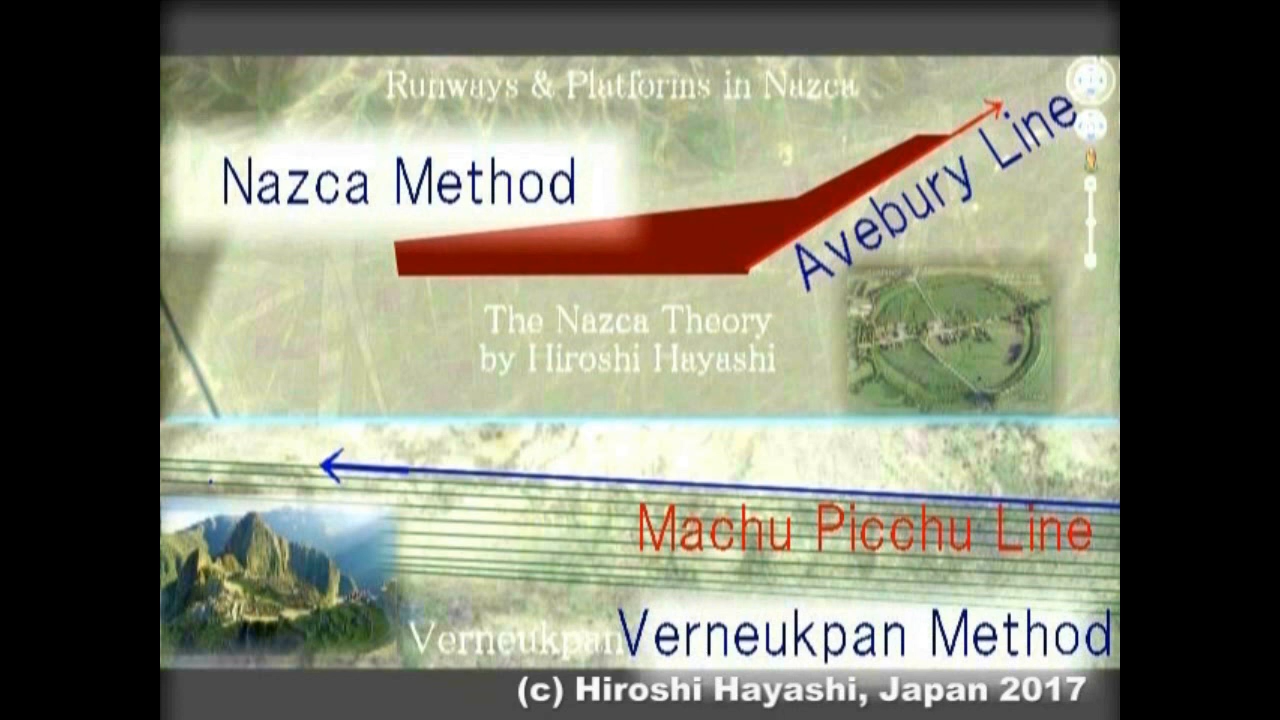 Runways & Platforms in Nazca
Nazca Method
Avebury Line
The Nazca Theory
by Hiroshi Hayashi
Machu Picchu Line
Verneukpan
Verneukpan Method
(c) Hiroshi Hayashi, Japan 2017